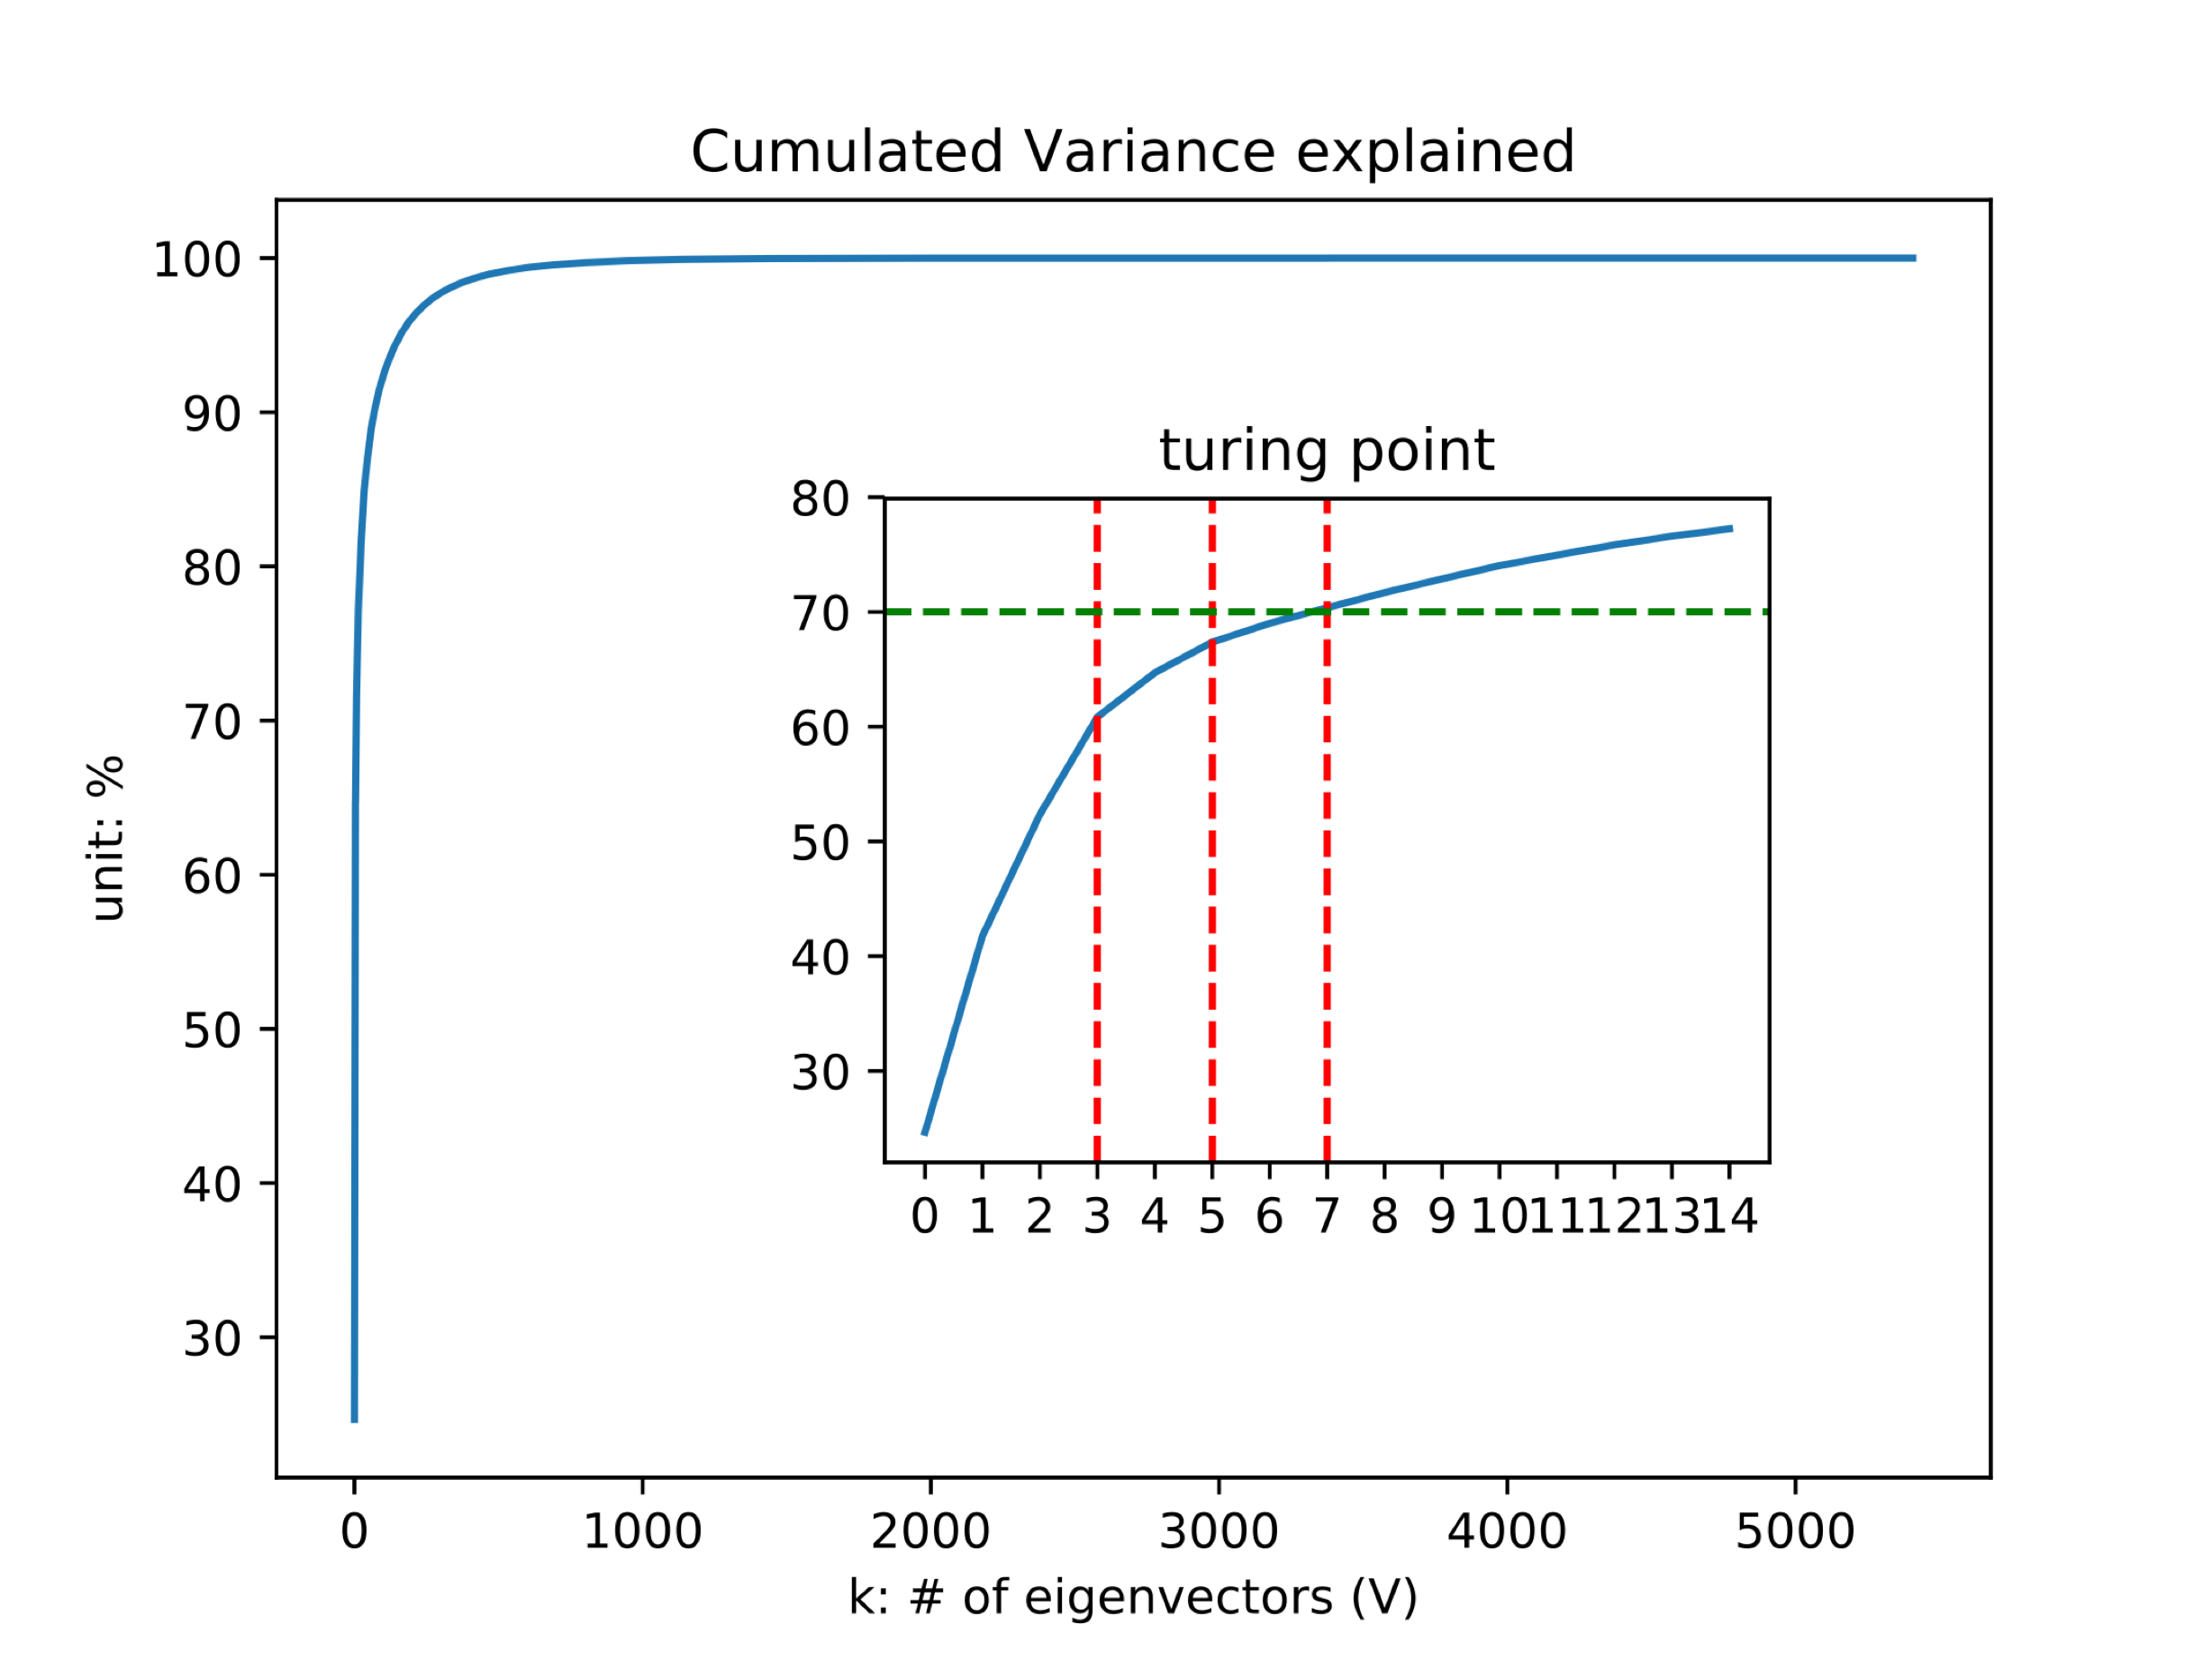 Cumulated Variance explained
100
90
80
70
60
50
40
30
unit: %
turing point
80
70
60
50
40
30
0 1 2 3 4 5 6 7 8 9 10 11 12 13 14
0 1000 2000 3000 4000 5000
k: # of eigenvectors (V)